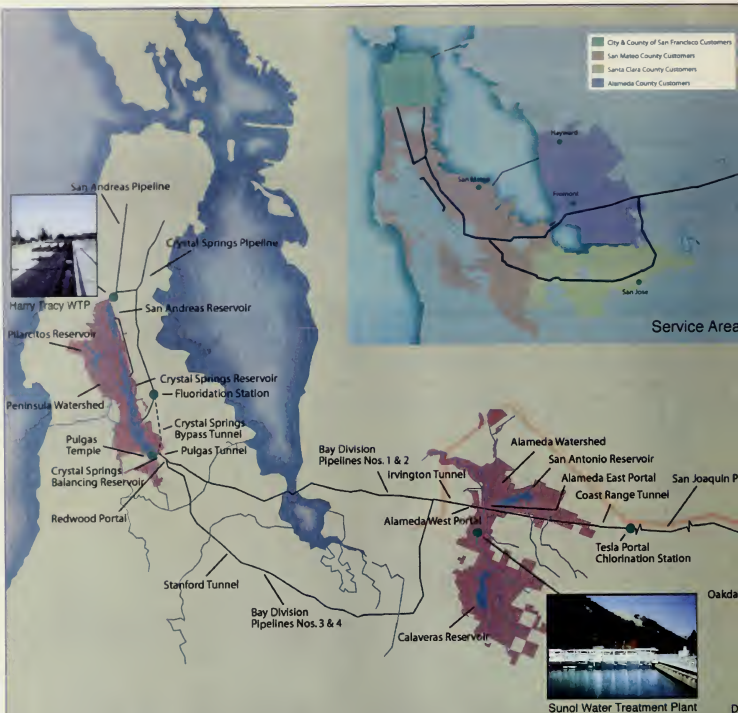 City & County of San Francisco Customers
San Mateo County Customers
Santa Clara County Customers
Alameda County Customers
Hayward
San Mateo
Fremont
San Jose
Service Area
San Andreas Pipeline
Crystal Springs Pipeline
Harry Tracy WTP
San Andreas Reservoir
Pilarcitos Reservoir
Crystal Springs Reservoir
Peninsula Watershed
Fluoridation Station
Crystal Springs
Bypass Tunnel
Pulgas
Temple
Pulgas Tunnel
Crystal Springs
Balancing Reservoir
Redwood Portal
Bay Division
Pipelines Nos. 1 & 2
Irvington Tunnel
Alameda Watershed
San Antonio Reservoir
Alameda East Portal
Coast Range Tunnel
San Joaquin P
Alameda West Portal
Tesla Portal
Chlorination Station
Stanford Tunnel
Bay Division
Pipelines Nos. 3 & 4
Calaveras Reservoir
Oakda
Sunol Water Treatment Plant
D